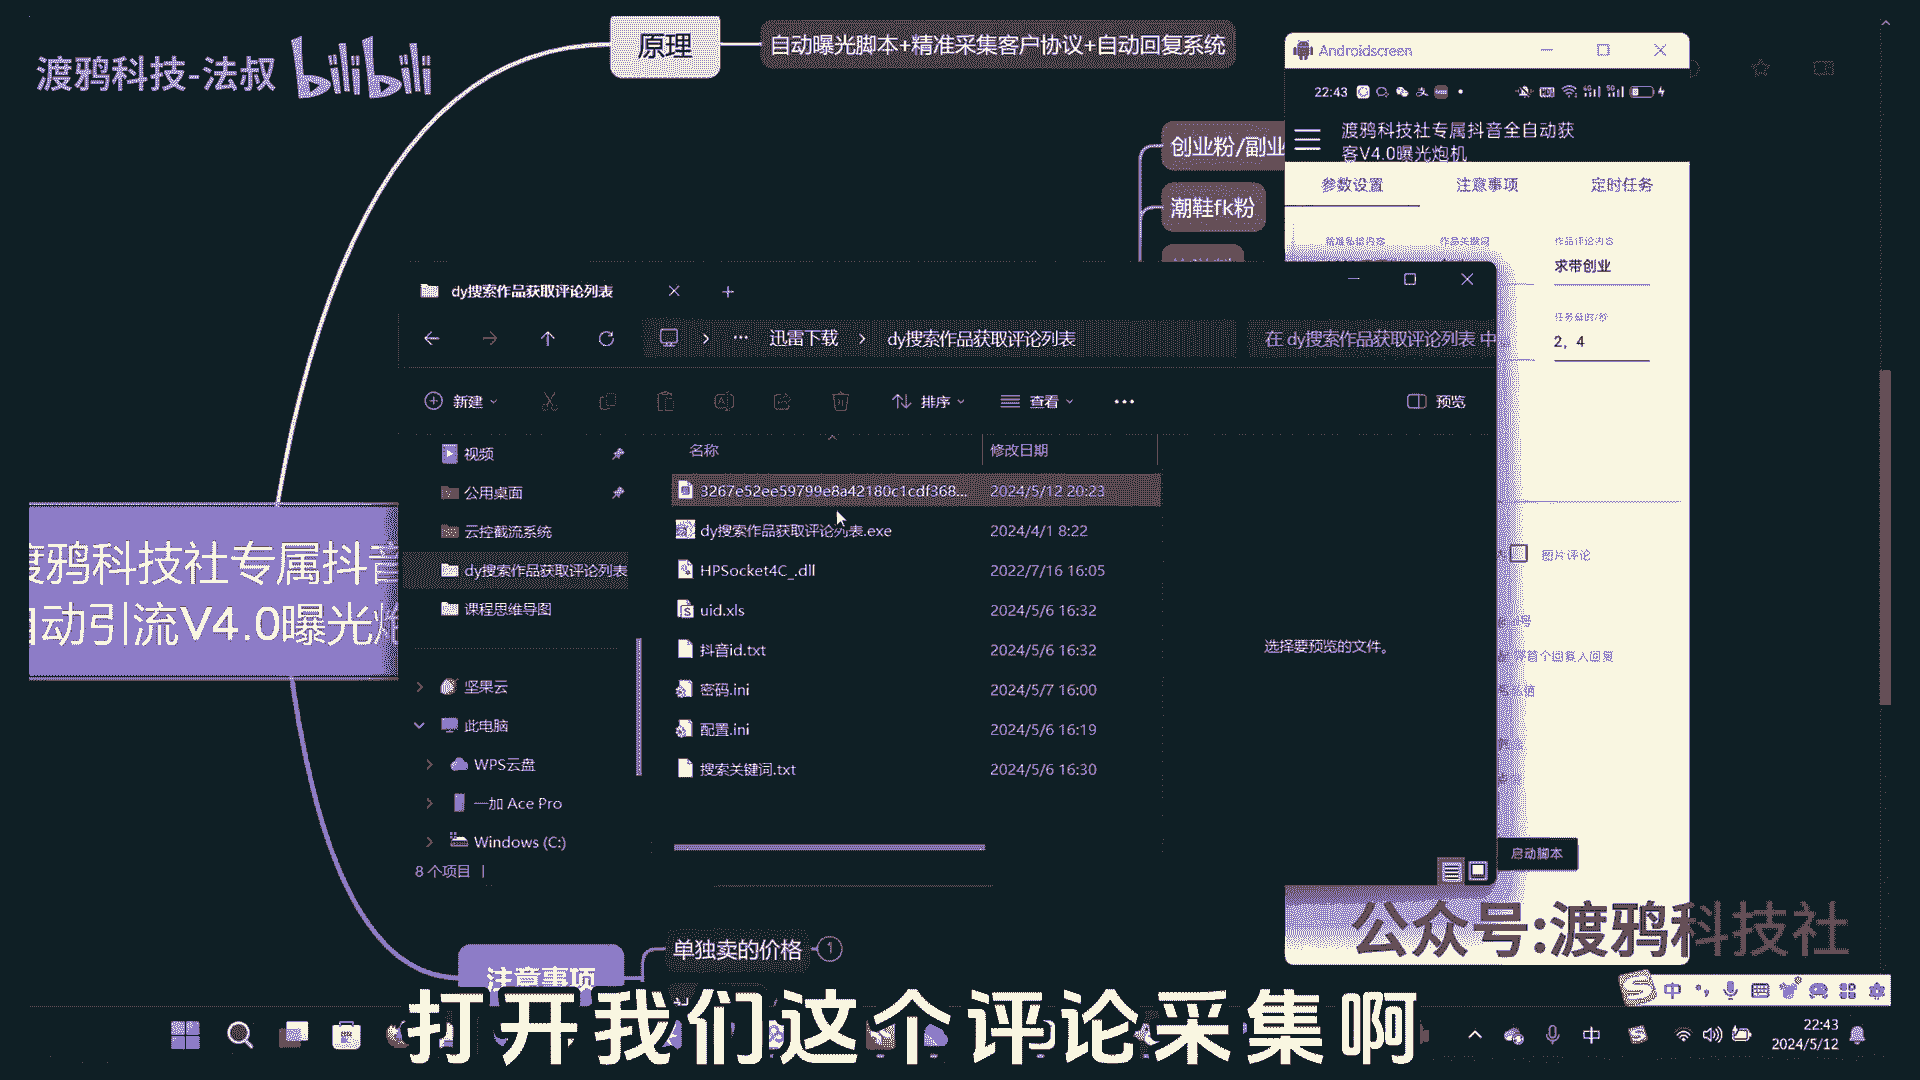 渡鸦科技-法叔 bilibili
原理
自动曝光脚本+精准采集客户协议+自动回复系统
创业粉/副业
潮鞋fk粉
Androidscreen
22:43
渡鸦科技社专属抖音全自动获
客V4.0曝光炮机
参数设置
注意事项
定时任务
作品关键词
作品评论内容
求带创业
2，4
图片评论
启动脚本
dy搜索作品获取评论列表
迅雷下载
dy搜索作品获取评论列表
在 dy搜索作品获取评论列表 中
新建
排序
查看
预览
视频
公用桌面
云控截流系统
dy搜索作品获取评论列表
课程思维导图
坚果云
此电脑
WPS云盘
一加 Ace Pro
Windows (C:)
8 个项目
名称
修改日期
3267e52ee59799e8a42180c1cdf368...
2024/5/12 20:23
dy搜索作品获取评论列表.exe
2024/4/1 8:22
HPSocket4C_.dll
2022/7/16 16:05
uid.xls
2024/5/6 16:32
抖音id.txt
2024/5/6 16:32
密码.ini
2024/5/7 16:00
配置.ini
2024/5/6 16:19
搜索关键词.txt
2024/5/6 16:30
选择要预览的文件。
渡鸦科技社专属抖音
自动引流V4.0曝光炮
注意事项
单独卖的价格
1
公众号:渡鸦科技社
打开我们这个评论采集啊
中
中
22:43
2024/5/12